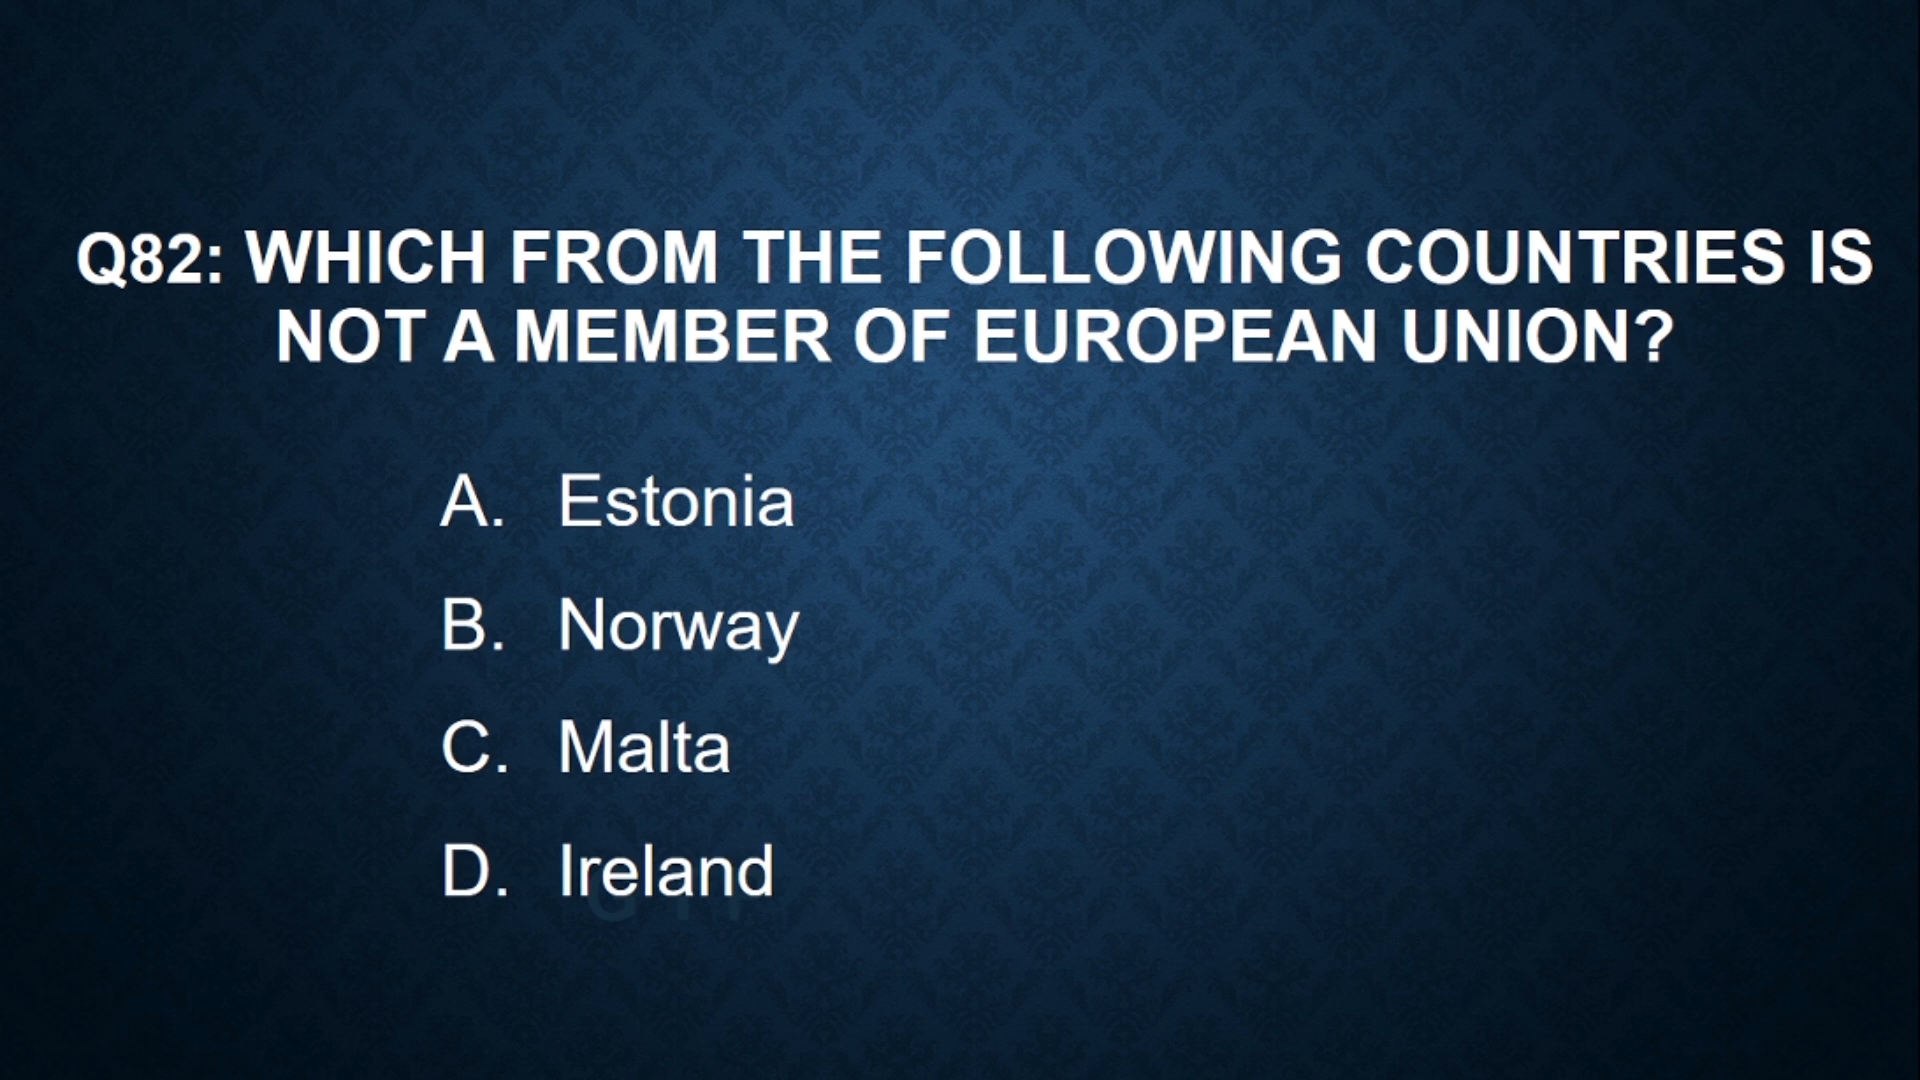 Q82: WHICH FROM THE FOLLOWING COUNTRIES IS
NOT A MEMBER OF EUROPEAN UNION?
A. Estonia
B. Norway
C. Malta
D. Ireland